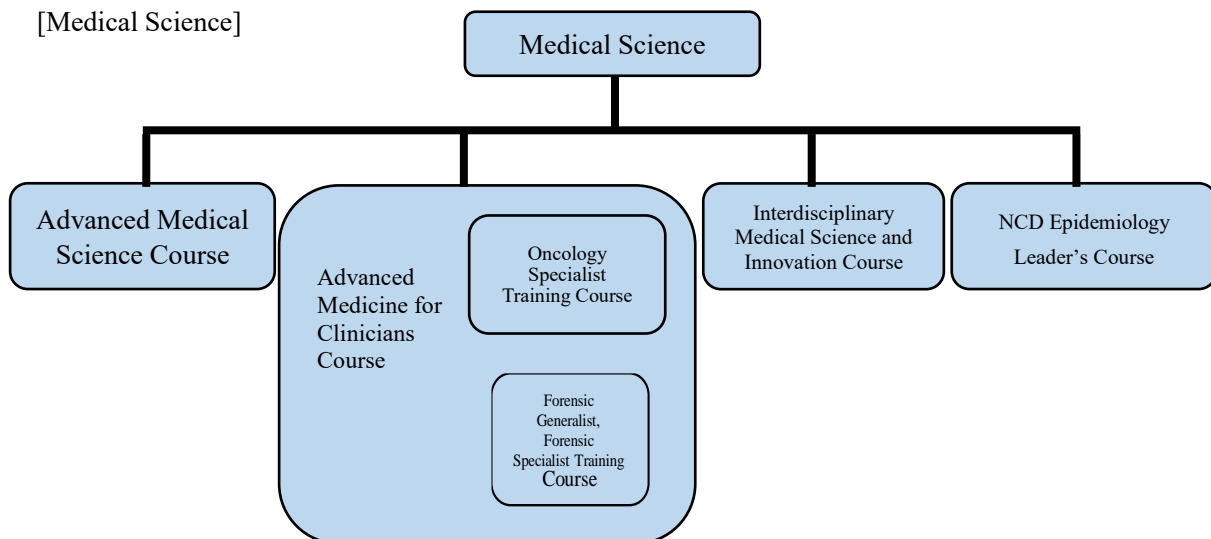 [Medical Science]
Medical Science
Advanced Medical
Science Course
Advanced
Medicine for
Clinicians
Course
Oncology
Specialist
Training Course
Forensic
Generalist,
Forensic
Specialist Training
Course
Interdisciplinary
Medical Science and
Innovation Course
NCD Epidemiology
Leader’s Course